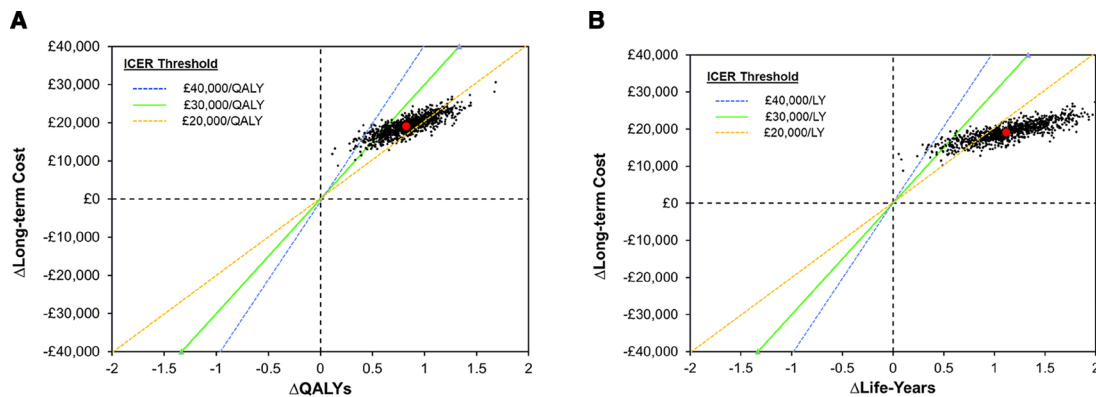 A
£40,000
£30,000
£20,000
£10,000
£0
-£10,000
-£20,000
-£30,000
-£40,000
ΔLong-term Cost
ICER Threshold
£40,000/QALY
£30,000/QALY
£20,000/QALY
-2 -1.5 -1 -0.5 0 0.5 1 1.5 2
ΔQALYs
B
£40,000
£30,000
£20,000
£10,000
£0
-£10,000
-£20,000
-£30,000
-£40,000
ΔLong-term Cost
ICER Threshold
£40,000/LY
£30,000/LY
£20,000/LY
-2 -1.5 -1 -0.5 0 0.5 1 1.5 2
ΔLife-Years